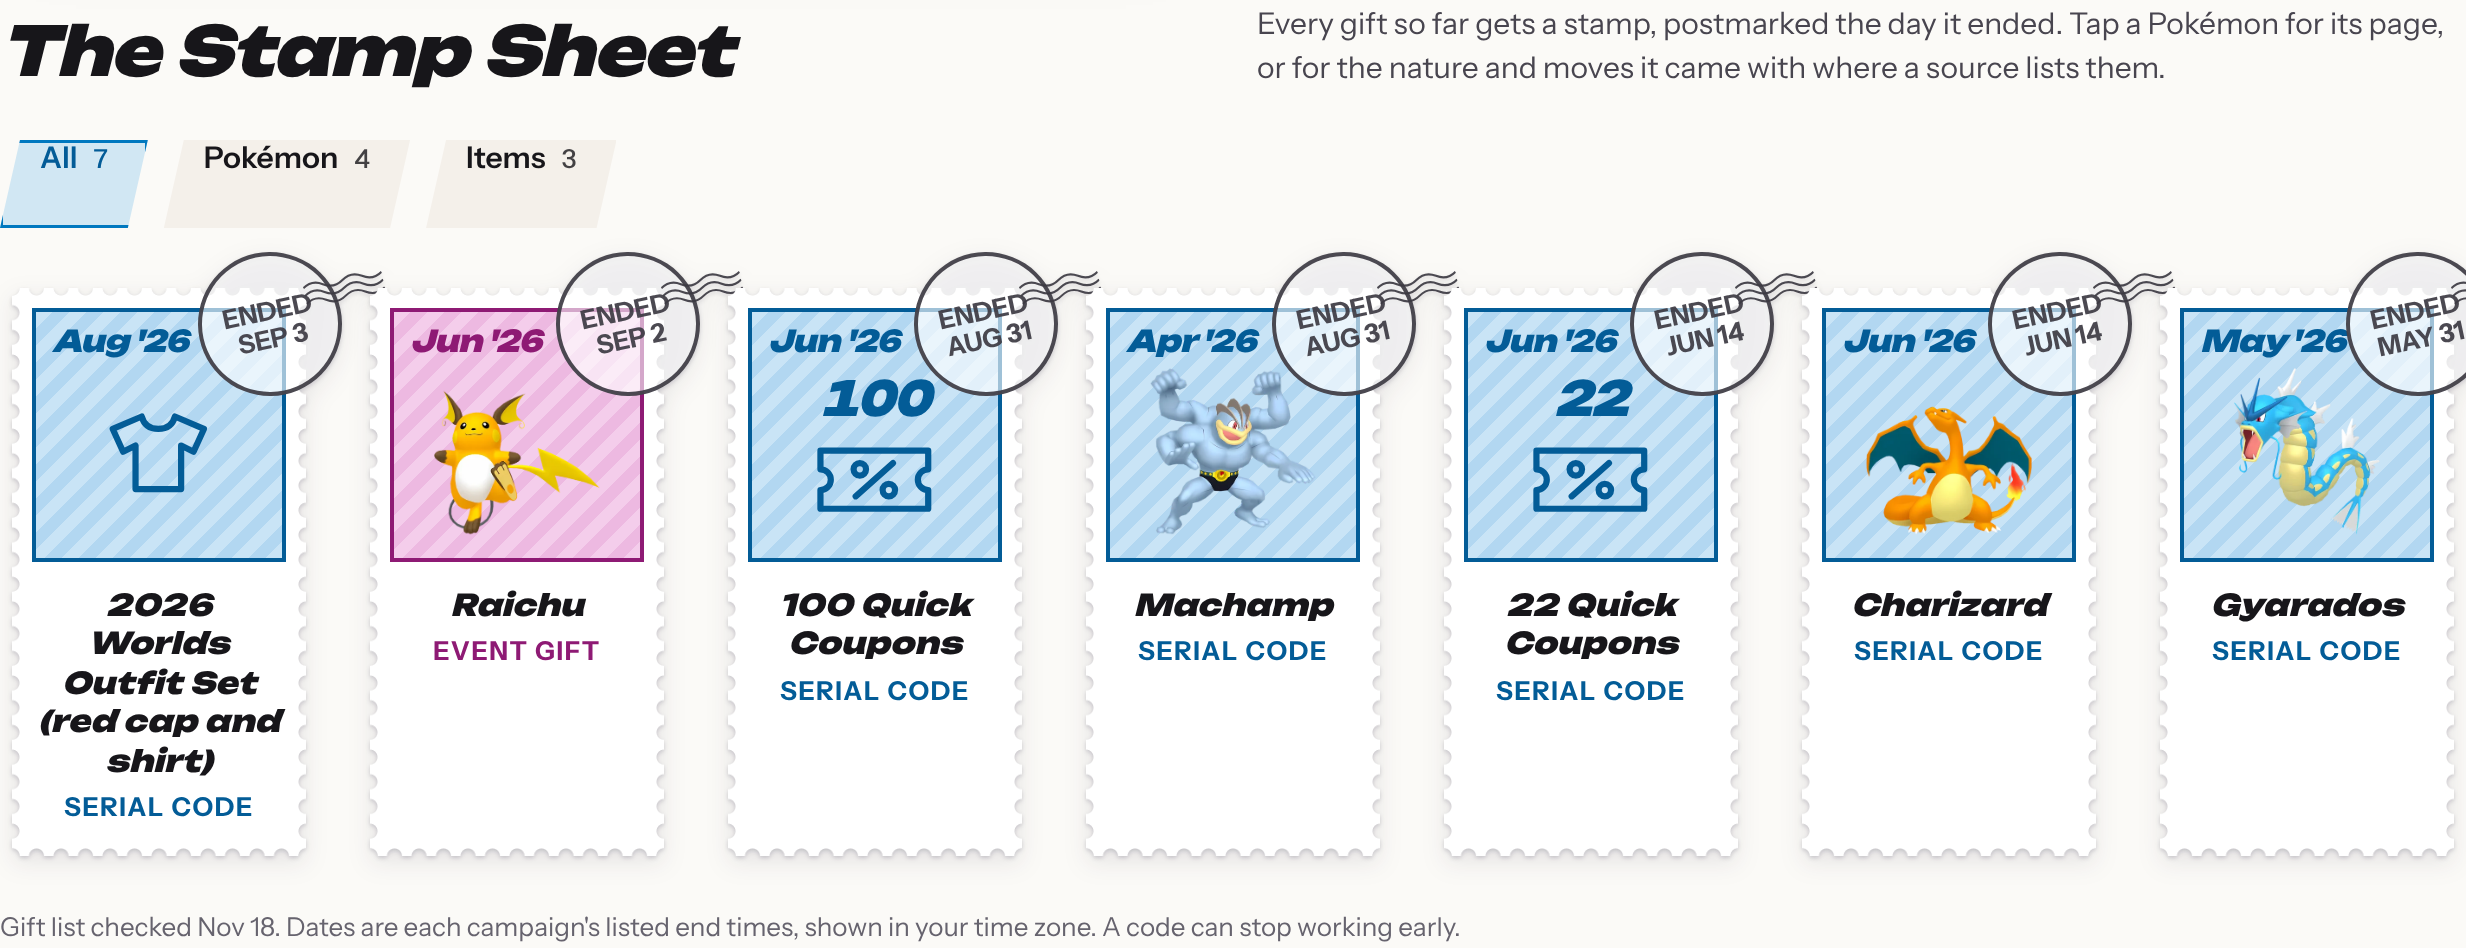 The Stamp Sheet
Every gift so far gets a stamp, postmarked the day it ended. Tap a Pokémon for its page,
or for the nature and moves it came with where a source lists them.
All 7
Pokémon 4
Items 3
Aug '26
ENDED
SEP 3
2026
Worlds
Outfit Set
(red cap and
shirt)
SERIAL CODE
Jun '26
ENDED
SEP 2
Raichu
EVENT GIFT
Jun '26
ENDED
AUG 31
100
%
100 Quick
Coupons
SERIAL CODE
Apr '26
ENDED
AUG 31
Machamp
SERIAL CODE
Jun '26
ENDED
JUN 14
22
%
22 Quick
Coupons
SERIAL CODE
Jun '26
ENDED
JUN 14
Charizard
SERIAL CODE
May '26
ENDED
MAY 31
Gyarados
SERIAL CODE
Gift list checked Nov 18. Dates are each campaign's listed end times, shown in your time zone. A code can stop working early.